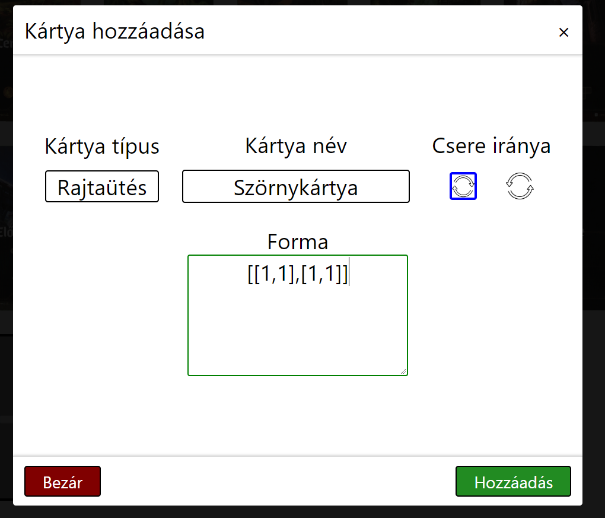 Kártya hozzáadása ×
Kártya típus Kártya név Csere iránya
Rajtaütés Szörnykártya
Forma
[[1,1],[1,1]]
Bezár Hozzáadás